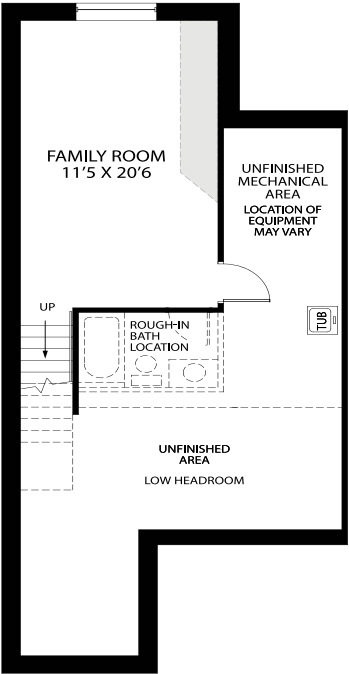 FAMILY ROOM
11'5 X 20'6
UNFINISHED
MECHANICAL
AREA
LOCATION OF
EQUIPMENT
MAY VARY
UP
ROUGH-IN
BATH
LOCATION
TUB
UNFINISHED
AREA
LOW HEADROOM